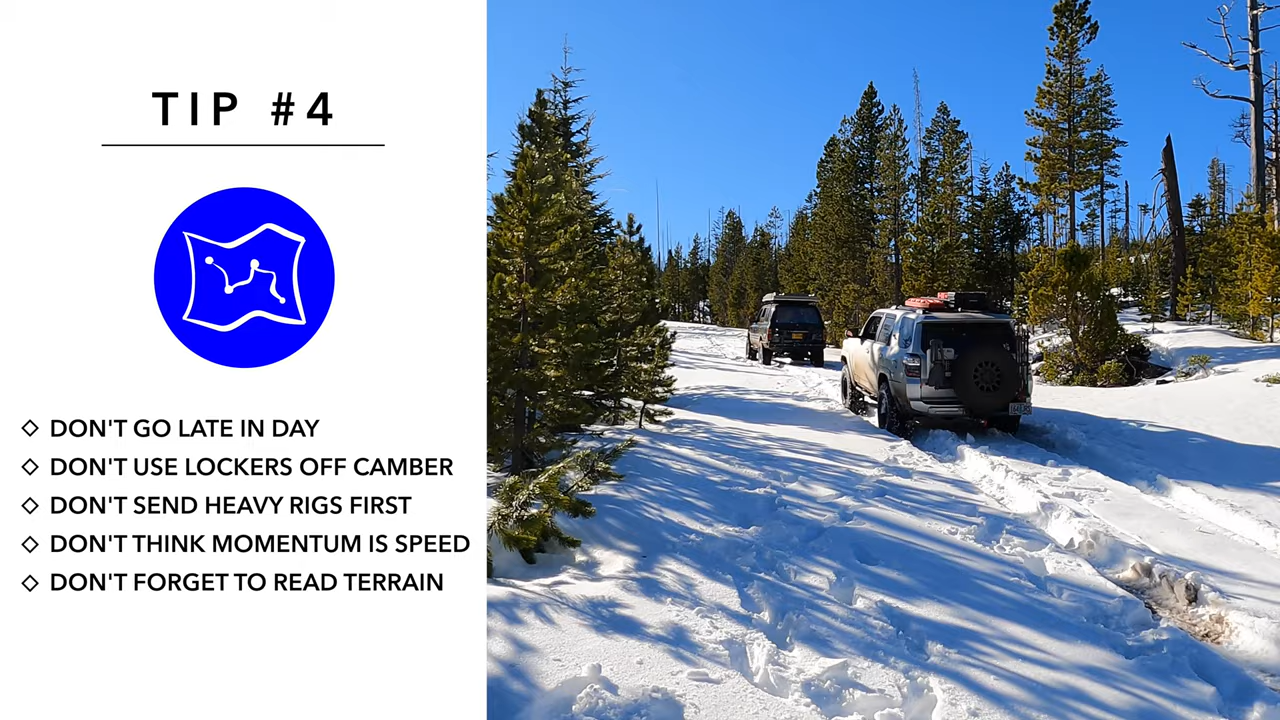 TIP #4
◇ DON'T GO LATE IN DAY
◇ DON'T USE LOCKERS OFF CAMBER
◇ DON'T SEND HEAVY RIGS FIRST
◇ DON'T THINK MOMENTUM IS SPEED
◇ DON'T FORGET TO READ TERRAIN